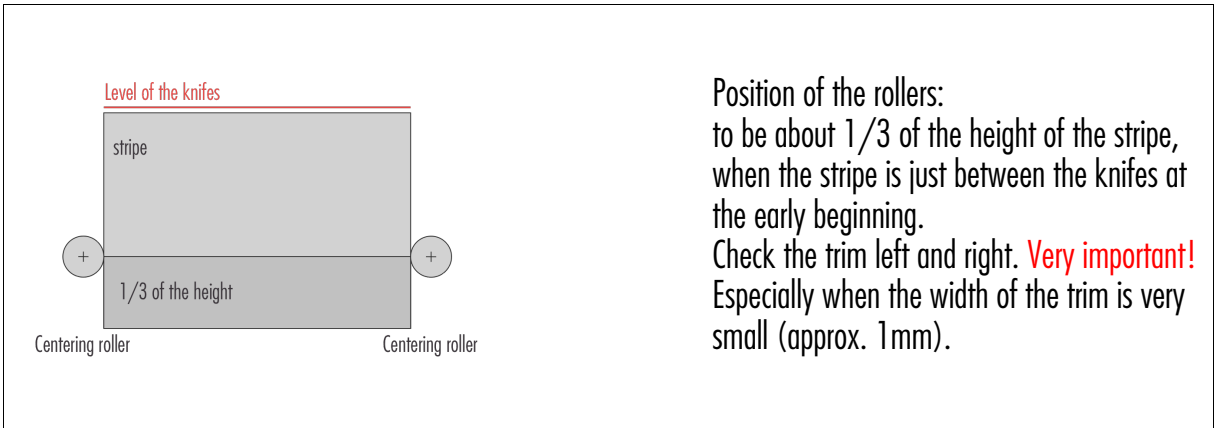 Level of the knifes
stripe
1/3 of the height
Centering roller
Centering roller
Position of the rollers:
to be about 1/3 of the height of the stripe,
when the stripe is just between the knifes at
the early beginning.
Check the trim left and right. Very important!
Especially when the width of the trim is very
small (approx. 1mm).